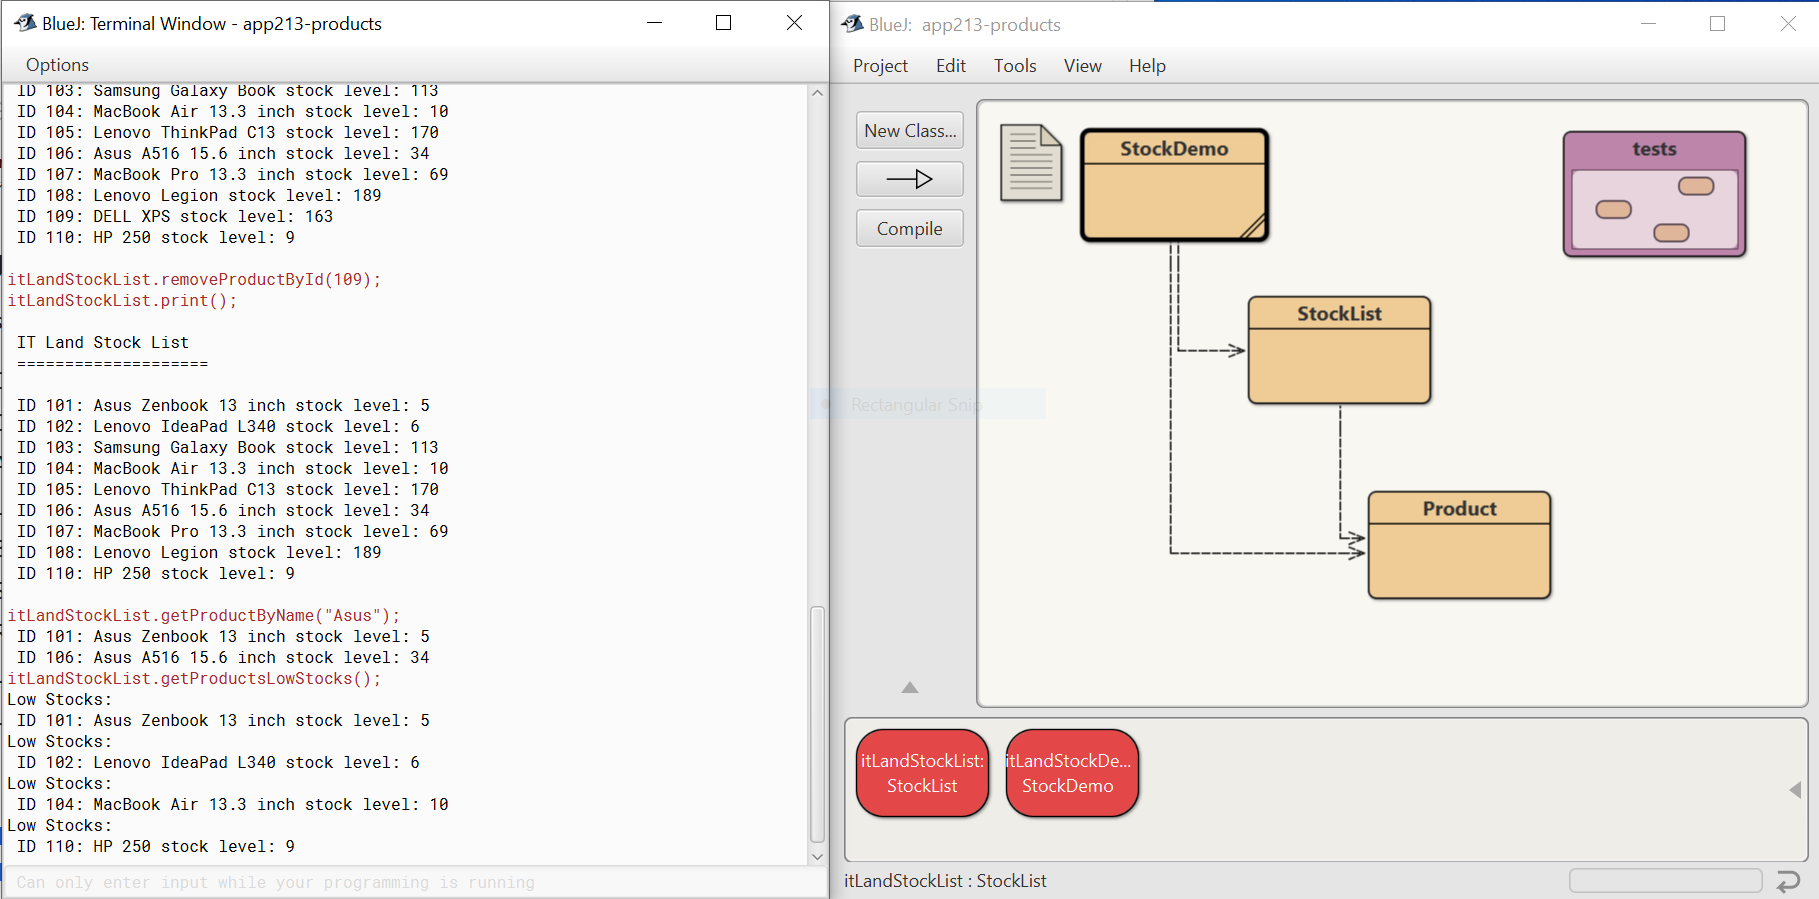 BlueJ: Terminal Window - app213-products
Options
ID 103: Samsung Galaxy Book stock level: 113
ID 104: MacBook Air 13.3 inch stock level: 10
ID 105: Lenovo ThinkPad C13 stock level: 170
ID 106: Asus A516 15.6 inch stock level: 34
ID 107: MacBook Pro 13.3 inch stock level: 69
ID 108: Lenovo Legion stock level: 189
ID 109: DELL XPS stock level: 163
ID 110: HP 250 stock level: 9
itLandStockList.removeProductById(109);
itLandStockList.print();
IT Land Stock List
====================
ID 101: Asus Zenbook 13 inch stock level: 5
ID 102: Lenovo IdeaPad L340 stock level: 6
ID 103: Samsung Galaxy Book stock level: 113
ID 104: MacBook Air 13.3 inch stock level: 10
ID 105: Lenovo ThinkPad C13 stock level: 170
ID 106: Asus A516 15.6 inch stock level: 34
ID 107: MacBook Pro 13.3 inch stock level: 69
ID 108: Lenovo Legion stock level: 189
ID 110: HP 250 stock level: 9
itLandStockList.getProductByName("Asus");
ID 101: Asus Zenbook 13 inch stock level: 5
ID 106: Asus A516 15.6 inch stock level: 34
itLandStockList.getProductsLowStocks();
Low Stocks:
ID 101: Asus Zenbook 13 inch stock level: 5
Low Stocks:
ID 102: Lenovo IdeaPad L340 stock level: 6
Low Stocks:
ID 104: MacBook Air 13.3 inch stock level: 10
Low Stocks:
ID 110: HP 250 stock level: 9
Can only enter input while your programming is running
BlueJ: app213-products
Project Edit Tools View Help
New Class...
Compile
StockDemo
tests
StockList
Rectangular Snip
Product
itLandStockList:
StockList
itLandStockDe...
StockDemo
itLandStockList : StockList